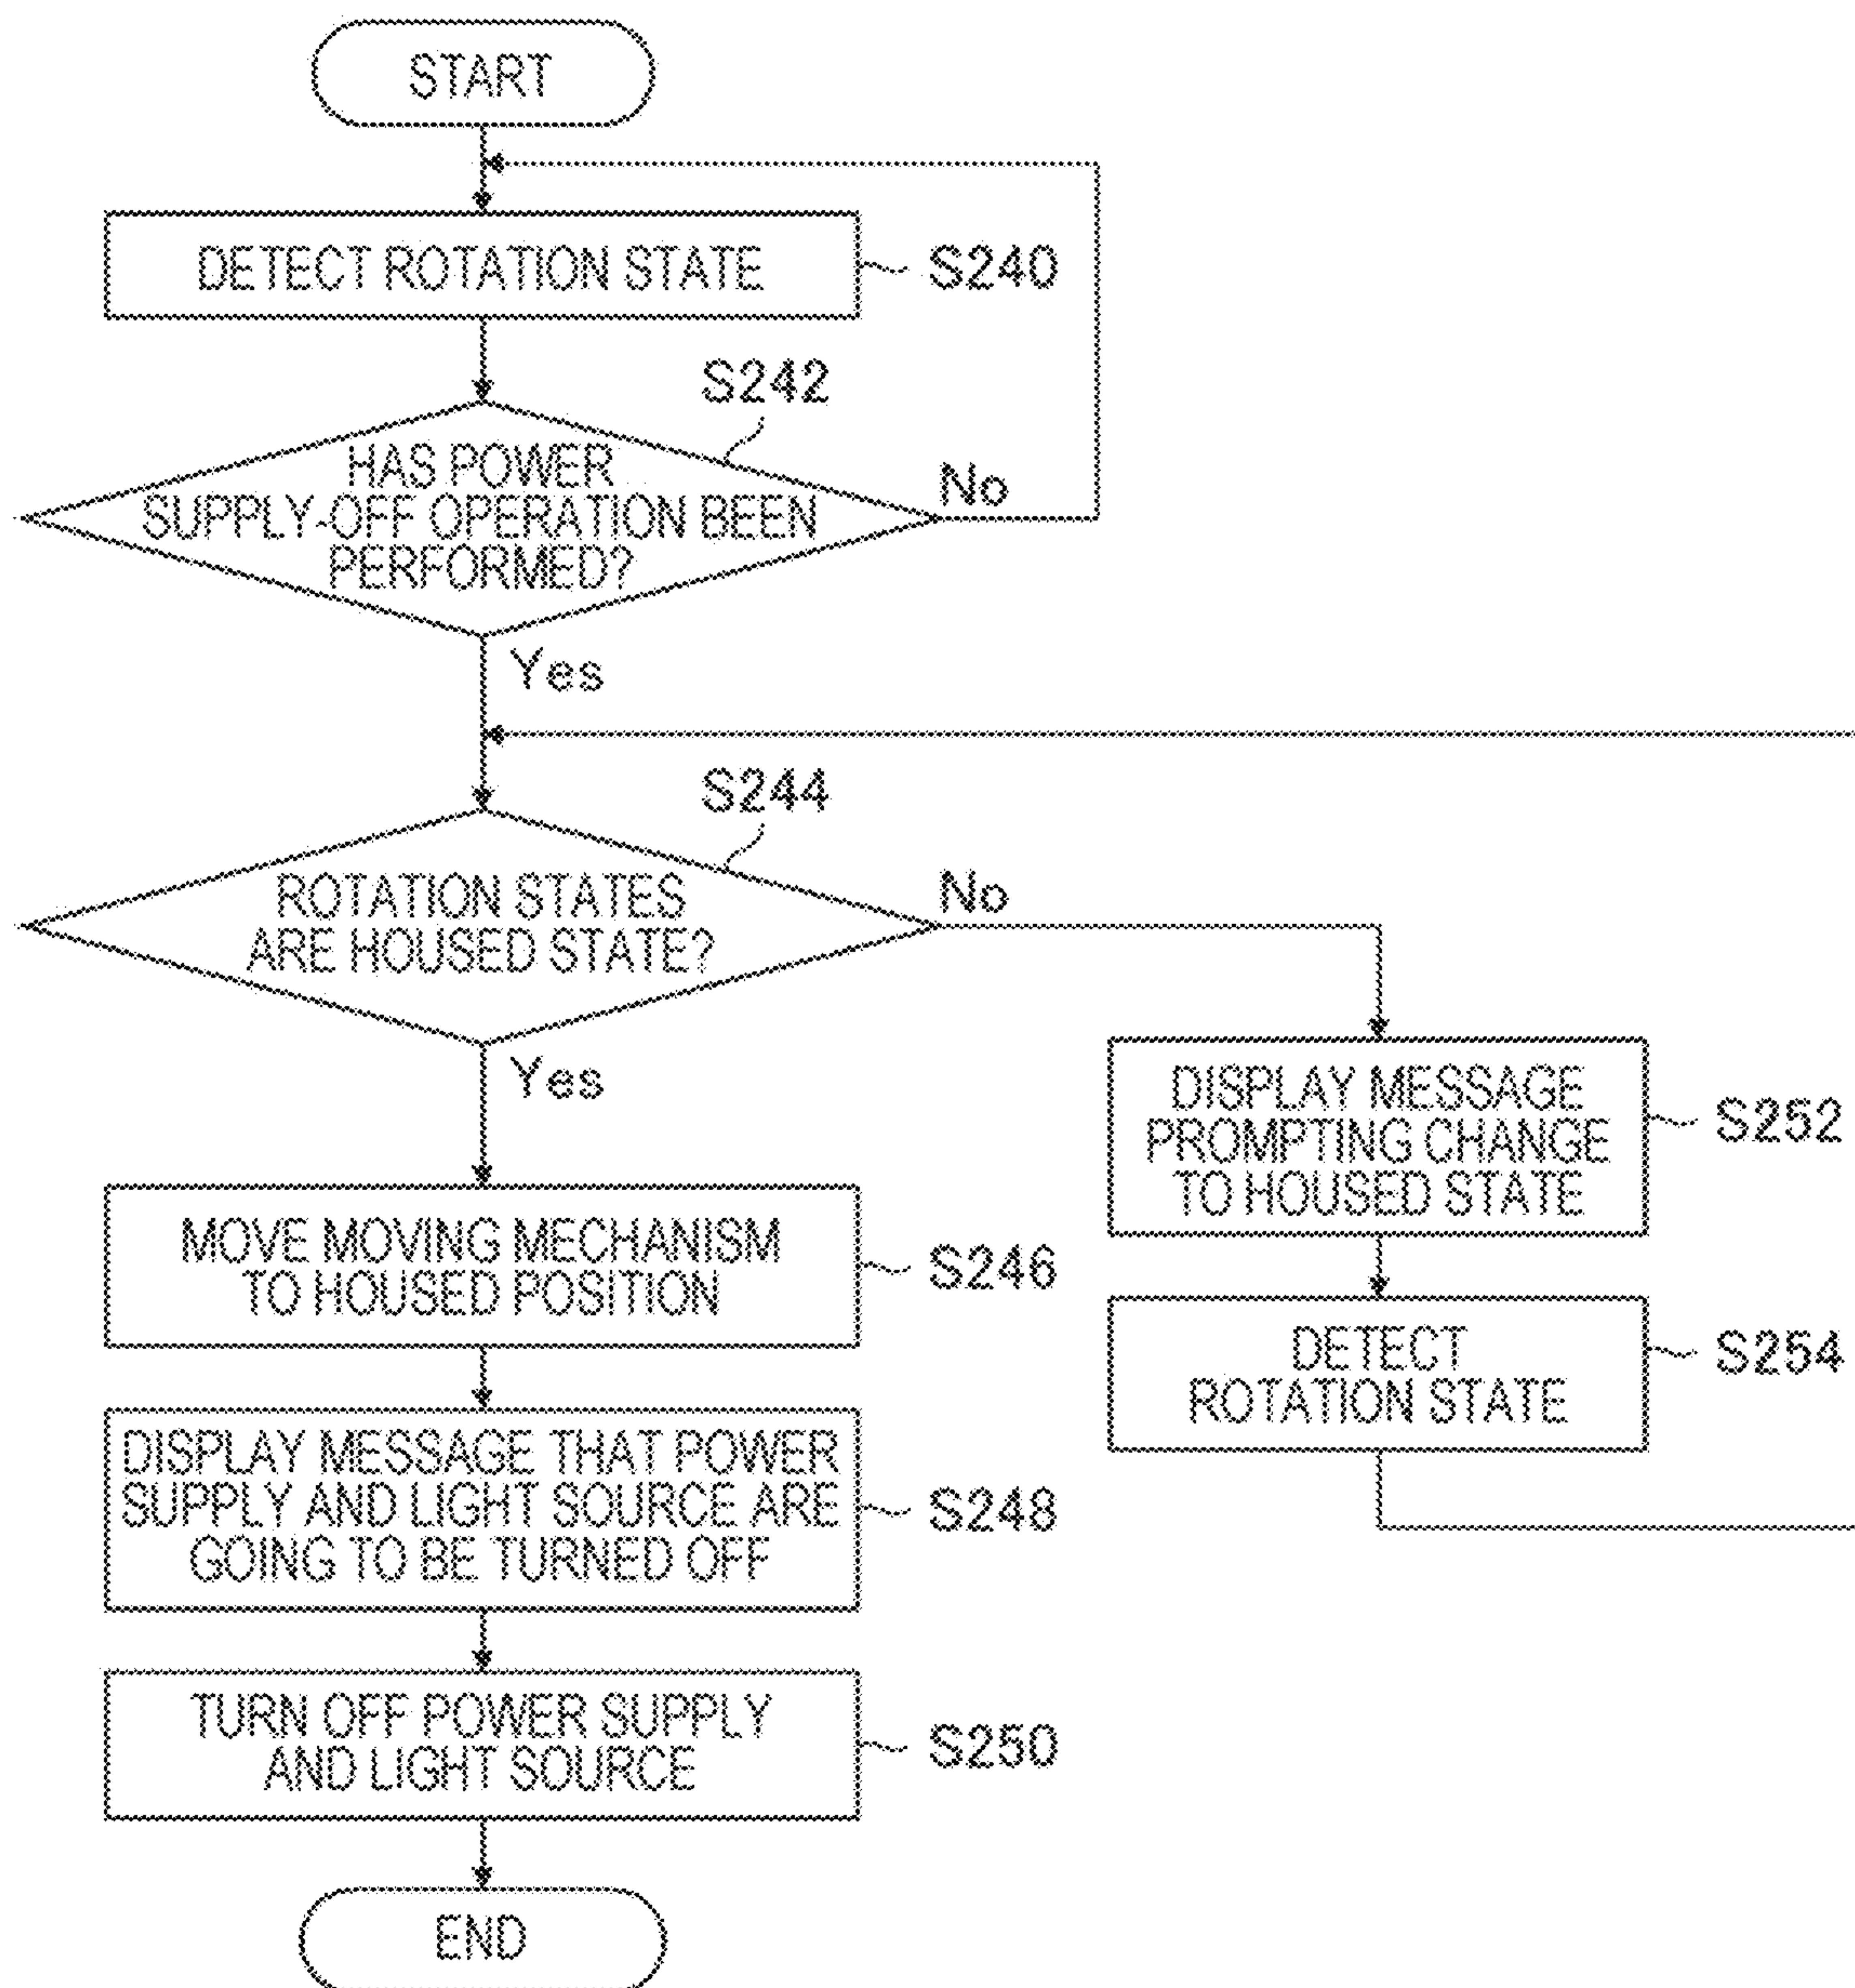 START
DETECT ROTATION STATE
S240
S242
HAS POWER
SUPPLY-OFF OPERATION BEEN
PERFORMED?
No
Yes
S244
ROTATION STATES
ARE HOUSED STATE?
No
Yes
DISPLAY MESSAGE
PROMPTING CHANGE
TO HOUSED STATE
S252
MOVE MOVING MECHANISM
TO HOUSED POSITION
S246
DETECT
ROTATION STATE
S254
DISPLAY MESSAGE THAT POWER
SUPPLY AND LIGHT SOURCE ARE
GOING TO BE TURNED OFF
S248
TURN OFF POWER SUPPLY
AND LIGHT SOURCE
S250
END